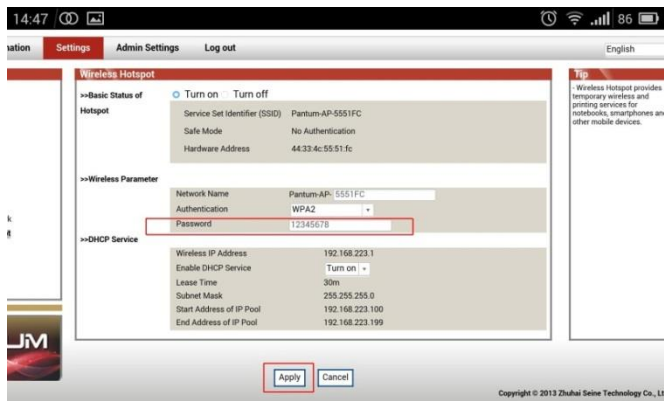 14:47 86
ation Settings Admin Settings Log out English
Wireless Hotspot
>>Basic Status of
Hotspot
Turn on Turn off
Service Set Identifier (SSID) Pantum-AP-5551FC
Safe Mode No Authentication
Hardware Address 44:33:4c:55:51:fc
>>Wireless Parameter
Network Name Pantum-AP- 5551FC
Authentication WPA2
Password 12345678
>>DHCP Service
Wireless IP Address 192.168.223.1
Enable DHCP Service Turn on
Lease Time 30m
Subnet Mask 255.255.255.0
Start Address of IP Pool 192.168.223.100
End Address of IP Pool 192.168.223.199
Apply Cancel
Tip
- Wireless Hotspot provides
temporary wireless and
printing services for
notebooks, smartphones an
other mobile devices.
k
UM
Copyright © 2013 Zhuhai Seine Technology Co., Lt